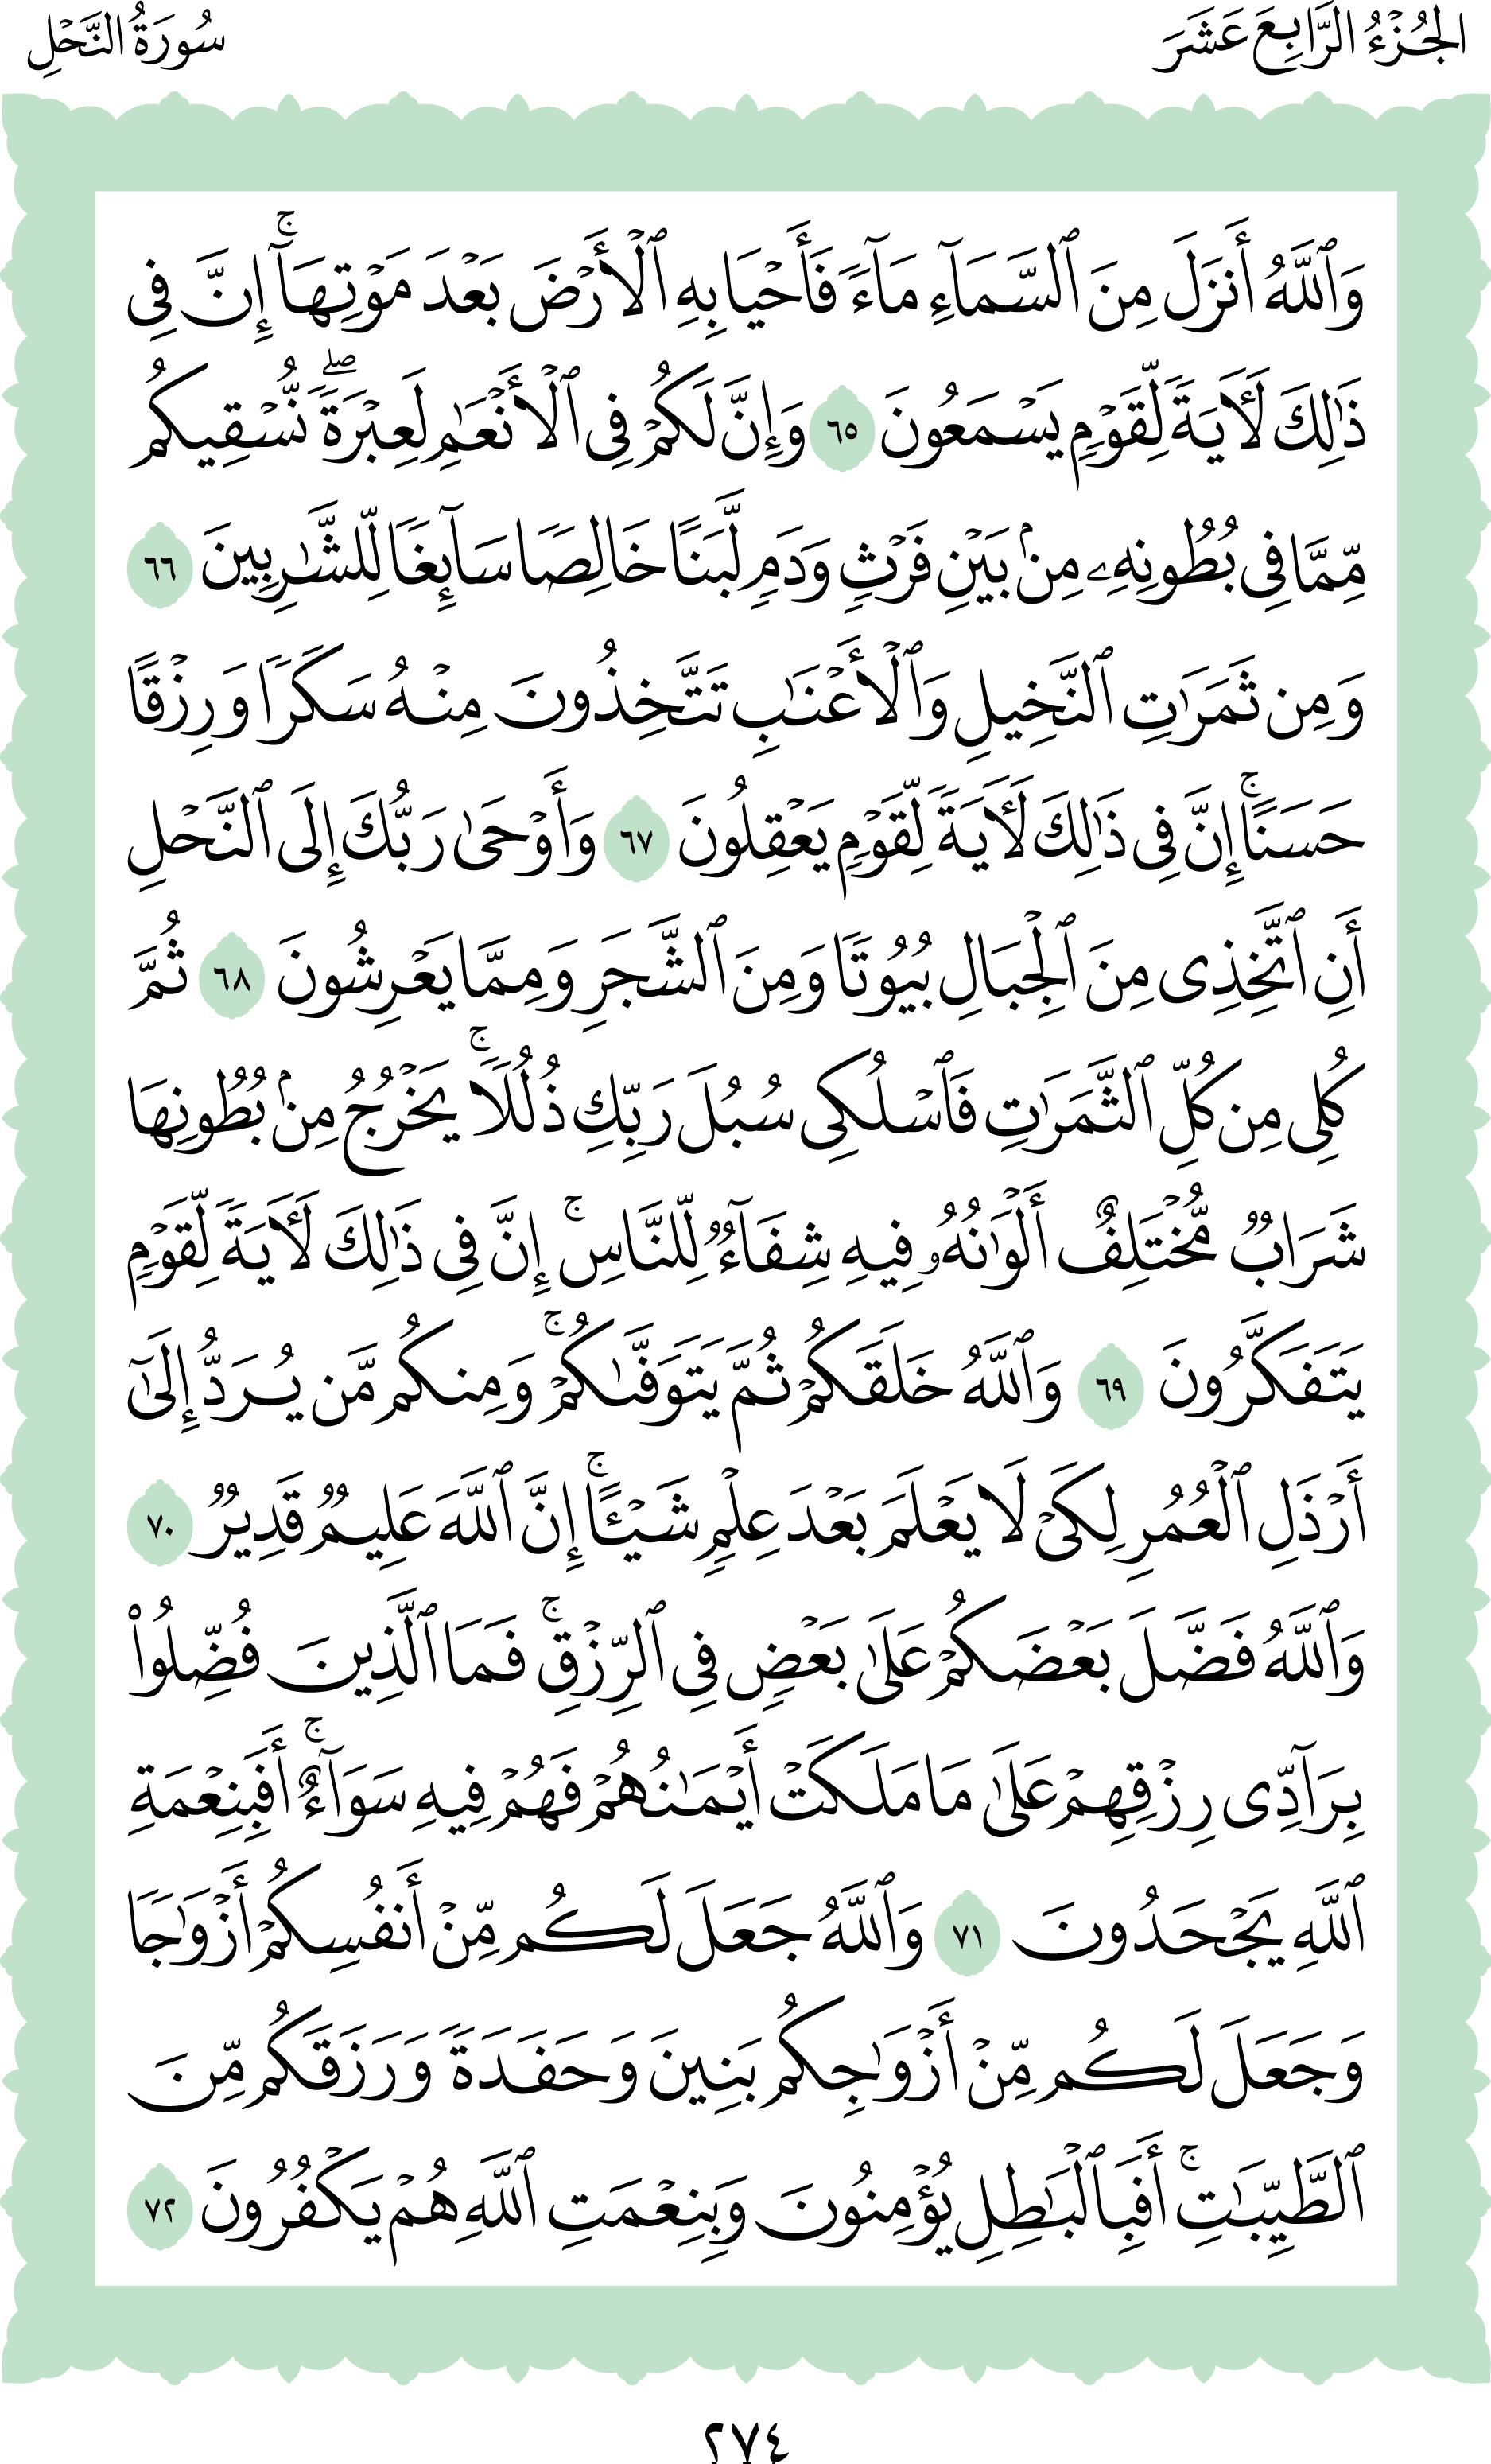 الجُزْءُ الرَّابِعَ عَشَرَ
سُورَةُ النَّحْلِ
وَٱللَّهُ أَنزَلَ مِنَ ٱلسَّمَآءِ مَآءً فَأَحْيَا بِهِ ٱلْأَرْضَ بَعْدَ مَوْتِهَآ ۚ إِنَّ فِى
ذَٰلِكَ لَـَٔايَةً لِّقَوْمٍ يَسْمَعُونَ ٦٥ وَإِنَّ لَكُمْ فِى ٱلْأَنْعَـٰمِ لَعِبْرَةً ۖ نُّسْقِيكُم
مِّمَّا فِى بُطُونِهِۦ مِنۢ بَيْنِ فَرْثٍ وَدَمٍ لَّبَنًا خَالِصًا سَآئِغًا لِّلشَّـٰرِبِينَ ٦٦
وَمِن ثَمَرَٰتِ ٱلنَّخِيلِ وَٱلْأَعْنَـٰبِ تَتَّخِذُونَ مِنْهُ سَكَرًا وَرِزْقًا
حَسَنًا ۗ إِنَّ فِى ذَٰلِكَ لَـَٔايَةً لِّقَوْمٍ يَعْقِلُونَ ٦٧ وَأَوْحَىٰ رَبُّكَ إِلَى ٱلنَّحْلِ
أَنِ ٱتَّخِذِى مِنَ ٱلْجِبَالِ بُيُوتًا وَمِنَ ٱلشَّجَرِ وَمِمَّا يَعْرِشُونَ ٦٨ ثُمَّ
كُلِى مِن كُلِّ ٱلثَّمَرَٰتِ فَٱسْلُكِى سُبُلَ رَبِّكِ ذُلُلًا ۚ يَخْرُجُ مِنۢ بُطُونِهَا
شَرَابٌ مُّخْتَلِفٌ أَلْوَٰنُهُۥ فِيهِ شِفَآءٌ لِّلنَّاسِ ۚ إِنَّ فِى ذَٰلِكَ لَـَٔايَةً لِّقَوْمٍ
يَتَفَكَّرُونَ ٦٩ وَٱللَّهُ خَلَقَكُمْ ثُمَّ يَتَوَفَّىٰكُمْ ۚ وَمِنكُم مَّن يُرَدُّ إِلَىٰٓ
أَرْذَلِ ٱلْعُمُرِ لِكَىْ لَا يَعْلَمَ بَعْدَ عِلْمٍ شَيْـًٔا ۚ إِنَّ ٱللَّهَ عَلِيمٌ قَدِيرٌ ٧٠
وَٱللَّهُ فَضَّلَ بَعْضَكُمْ عَلَىٰ بَعْضٍ فِى ٱلرِّزْقِ ۚ فَمَا ٱلَّذِينَ فُضِّلُوا۟
بِرَآدِّى رِزْقِهِمْ عَلَىٰ مَا مَلَكَتْ أَيْمَـٰنُهُمْ فَهُمْ فِيهِ سَوَآءٌ ۚ أَفَبِنِعْمَةِ
ٱللَّهِ يَجْحَدُونَ ٧١ وَٱللَّهُ جَعَلَ لَكُم مِّنْ أَنفُسِكُمْ أَزْوَٰجًا
وَجَعَلَ لَكُم مِّنْ أَزْوَٰجِكُم بَنِينَ وَحَفَدَةً وَرَزَقَكُم مِّنَ
ٱلطَّيِّبَـٰتِ ۚ أَفَبِٱلْبَـٰطِلِ يُؤْمِنُونَ وَبِنِعْمَتِ ٱللَّهِ هُمْ يَكْفُرُونَ ٧٢
٢٧٤